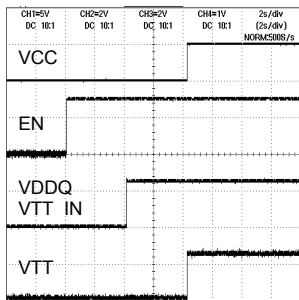 CH1=5V CH2=2V CH3=2V CH4=1V 2s/div
DC 10:1 DC 10:1 DC 10:1 DC 10:1 (2s/div)
NORM:500S/s
VCC
EN
VDDQ
VTT IN
VTT